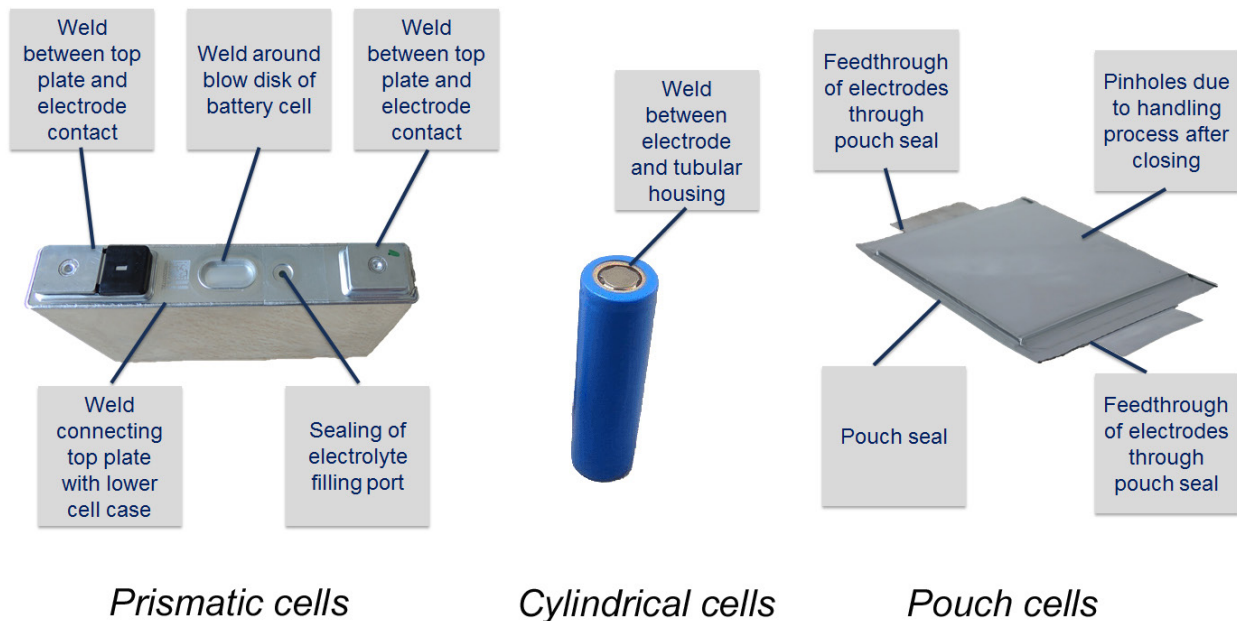 Weld
between top
plate and
electrode
contact
Weld around
blow disk of
battery cell
Weld
between top
plate and
electrode
contact
Weld
connecting
top plate
with lower
cell case
Sealing of
electrolyte
filling port
Prismatic cells
Weld
between
electrode
and tubular
housing
Cylindrical cells
Feedthrough
of electrodes
through
pouch seal
Pinholes due
to handling
process after
closing
Pouch seal
Feedthrough
of electrodes
through
pouch seal
Pouch cells